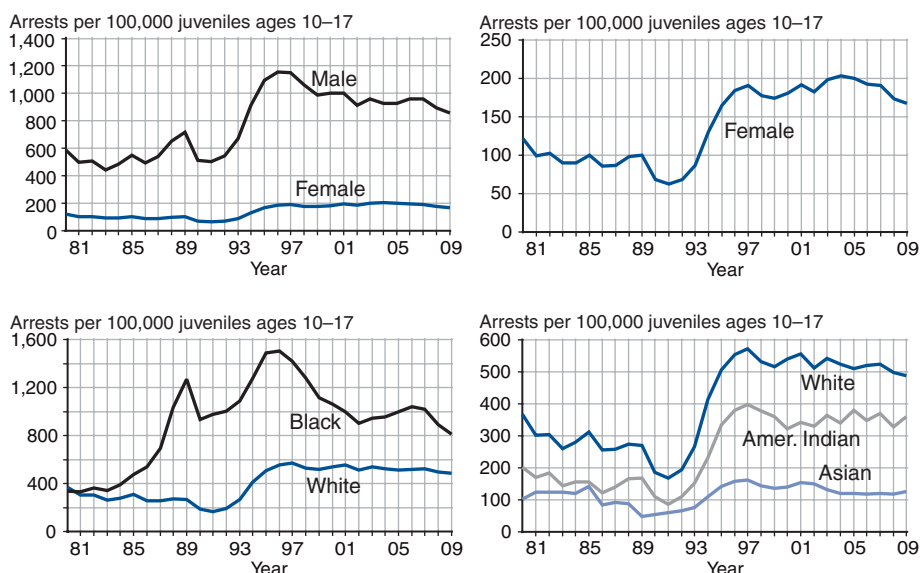 Arrests per 100,000 juveniles ages 10–17
1,400
1,200
1,000
800
600
400
200
0
Male
Female
81 85 89 93 97 01 05 09
Year
Arrests per 100,000 juveniles ages 10–17
250
200
150
100
50
0
Female
81 85 89 93 97 01 05 09
Year
Arrests per 100,000 juveniles ages 10–17
1,600
1,200
800
400
0
Black
White
81 85 89 93 97 01 05 09
Year
Arrests per 100,000 juveniles ages 10–17
600
500
400
300
200
100
0
White
Amer. Indian
Asian
81 85 89 93 97 01 05 09
Year